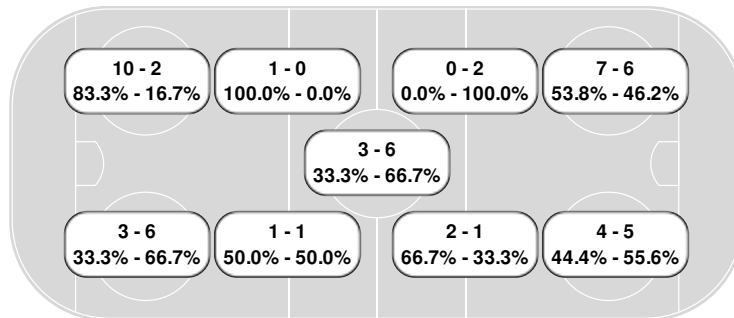 10 - 2
83.3% - 16.7%
1 - 0
100.0% - 0.0%
0 - 2
0.0% - 100.0%
7 - 6
53.8% - 46.2%
3 - 6
33.3% - 66.7%
3 - 6
33.3% - 66.7%
1 - 1
50.0% - 50.0%
2 - 1
66.7% - 33.3%
4 - 5
44.4% - 55.6%